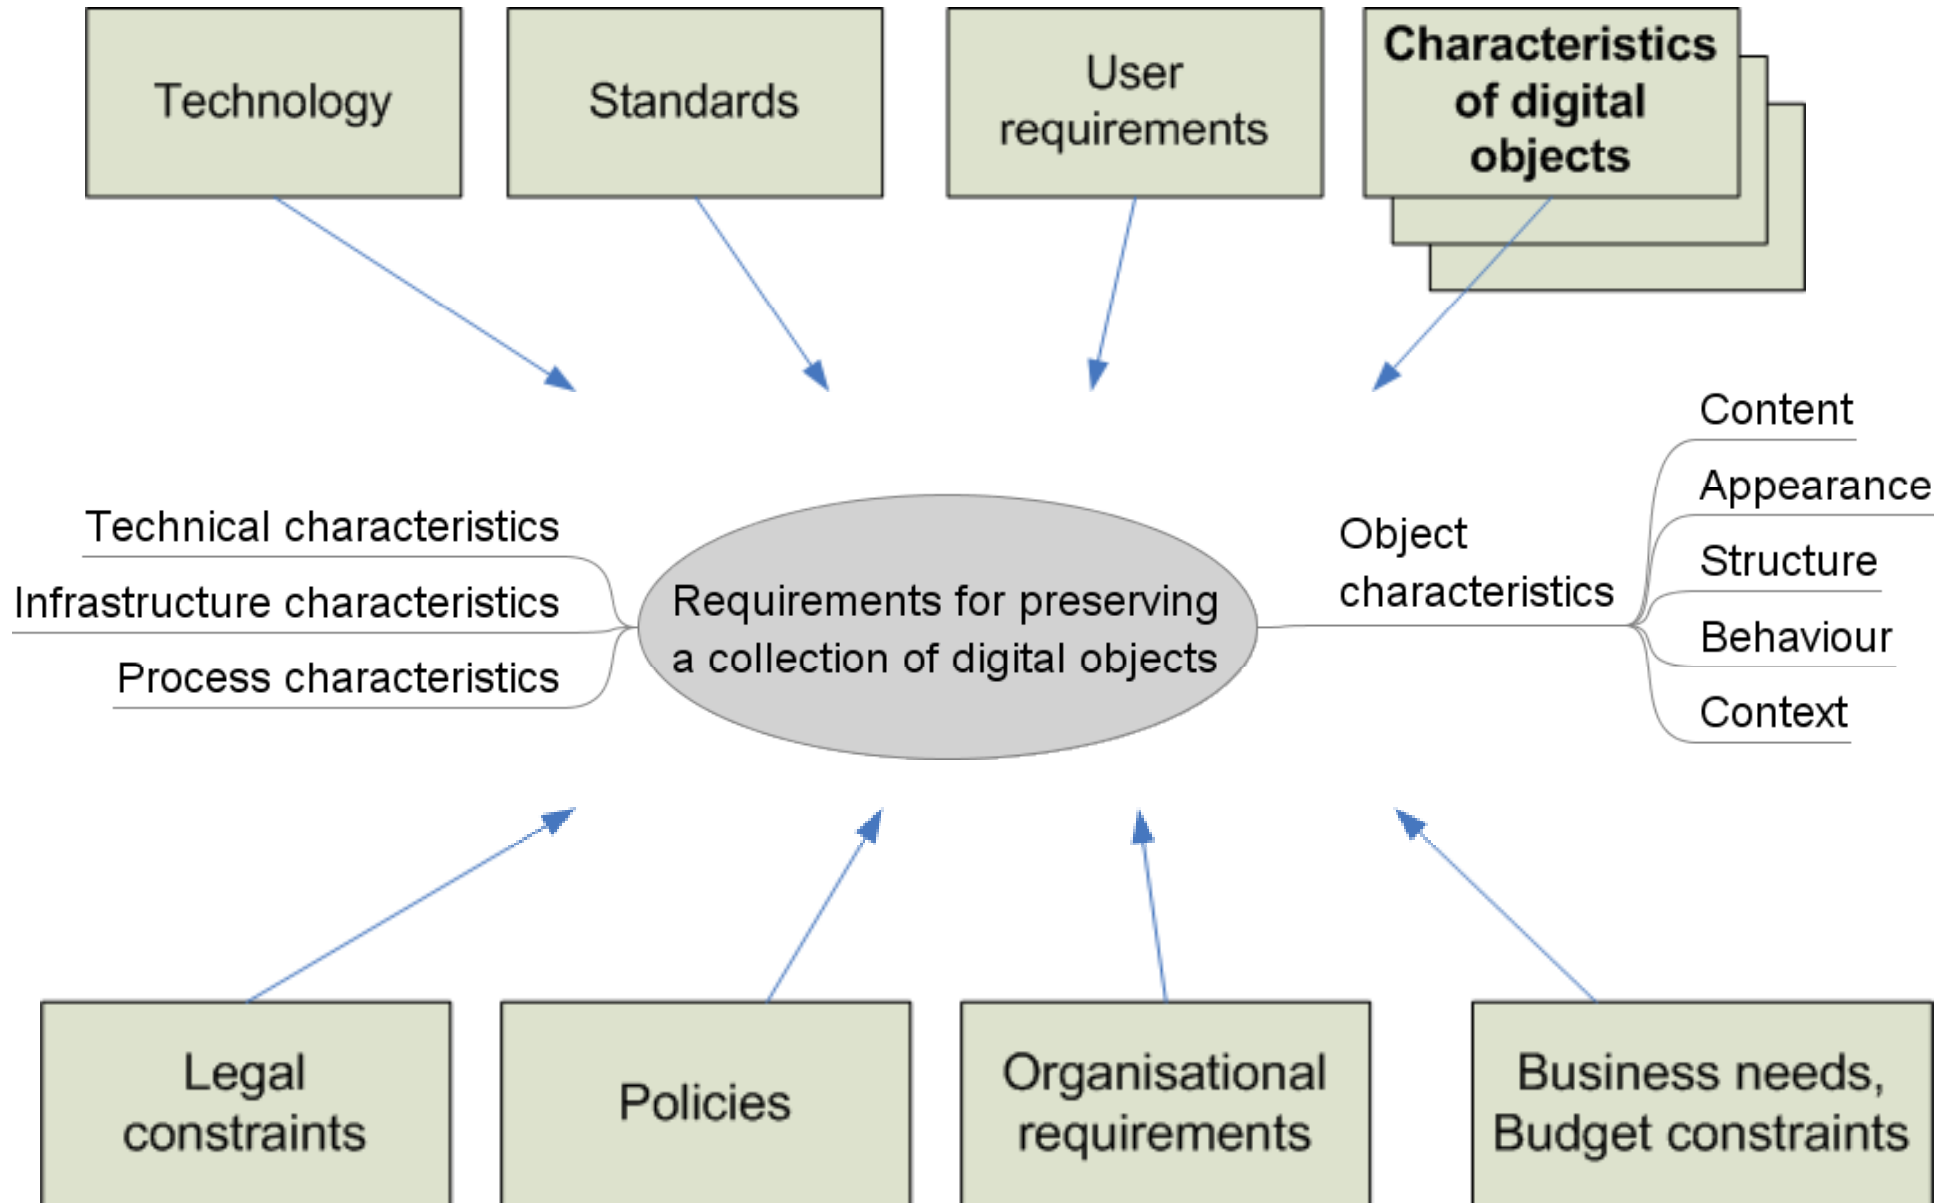 Technology
Standards
User
requirements
Characteristics
of digital
objects
Technical characteristics
Infrastructure characteristics
Process characteristics
Requirements for preserving
a collection of digital objects
Object
characteristics
Content
Appearance
Structure
Behaviour
Context
Legal
constraints
Policies
Organisational
requirements
Business needs,
Budget constraints